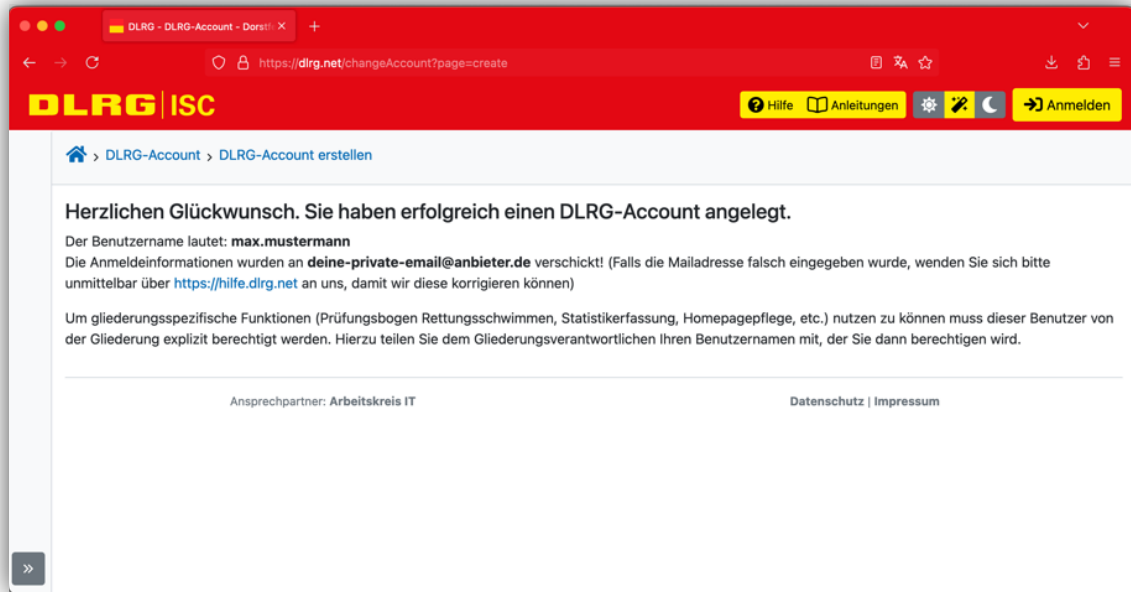 DLRG - DLRG-Account - Dorstf
https://dlrg.net/changeAccount?page=create
DLRG ISC
Hilfe Anleitungen Anmelden
DLRG-Account > DLRG-Account erstellen
Herzlichen Glückwunsch. Sie haben erfolgreich einen DLRG-Account angelegt.
Der Benutzername lautet: max.mustermann
Die Anmeldeinformationen wurden an deine-private-email@anbieter.de verschickt! (Falls die Mailadresse falsch eingegeben wurde, wenden Sie sich bitte
unmittelbar über https://hilfe.dlrg.net an uns, damit wir diese korrigieren können)
Um gliederungsspezifische Funktionen (Prüfungsbogen Rettungsschwimmen, Statistikerfassung, Homepagepflege, etc.) nutzen zu können muss dieser Benutzer von
der Gliederung explizit berechtigt werden. Hierzu teilen Sie dem Gliederungsverantwortlichen Ihren Benutzernamen mit, der Sie dann berechtigen wird.
Ansprechpartner: Arbeitskreis IT
Datenschutz | Impressum